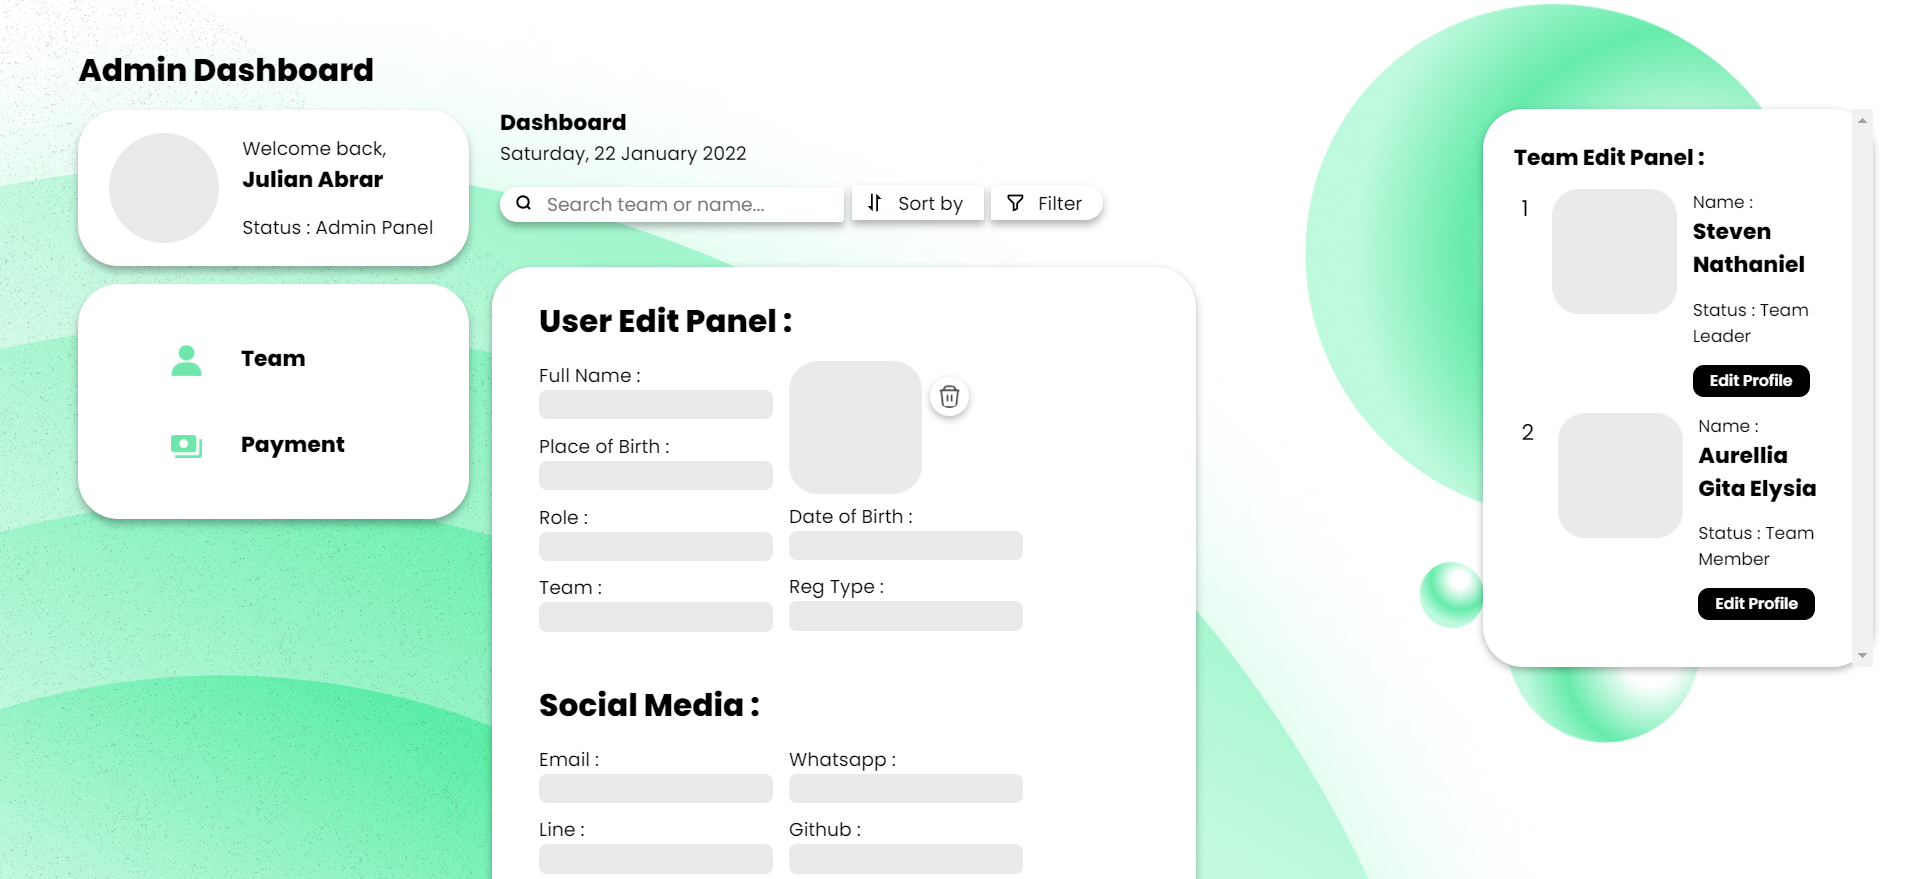 Admin Dashboard
Welcome back,
Julian Abrar
Status : Admin Panel
Team
Payment
Dashboard
Saturday, 22 January 2022
Search team or name...
Sort by
Filter
User Edit Panel :
Full Name :
Place of Birth :
Role :
Date of Birth :
Team :
Reg Type :
Social Media :
Email :
Whatsapp :
Line :
Github :
Team Edit Panel :
1
Name :
Steven
Nathaniel
Status : Team
Leader
Edit Profile
2
Name :
Aurellia
Gita Elysia
Status : Team
Member
Edit Profile